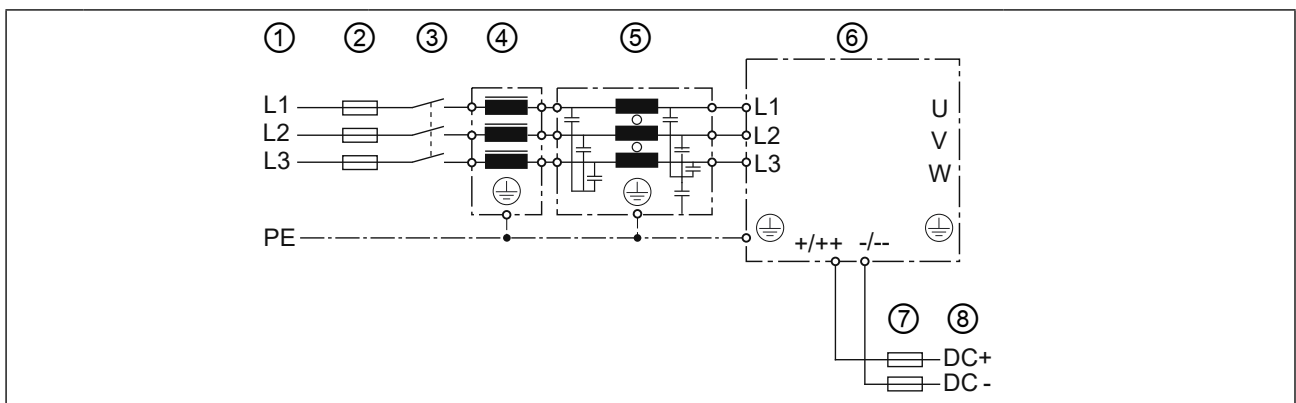 ① ② ③ ④ ⑤ ⑥
L1 L1 U
L2 L2 V
L3 L3 W
PE
+/++ -/--
⑦ ⑧
DC+
DC -